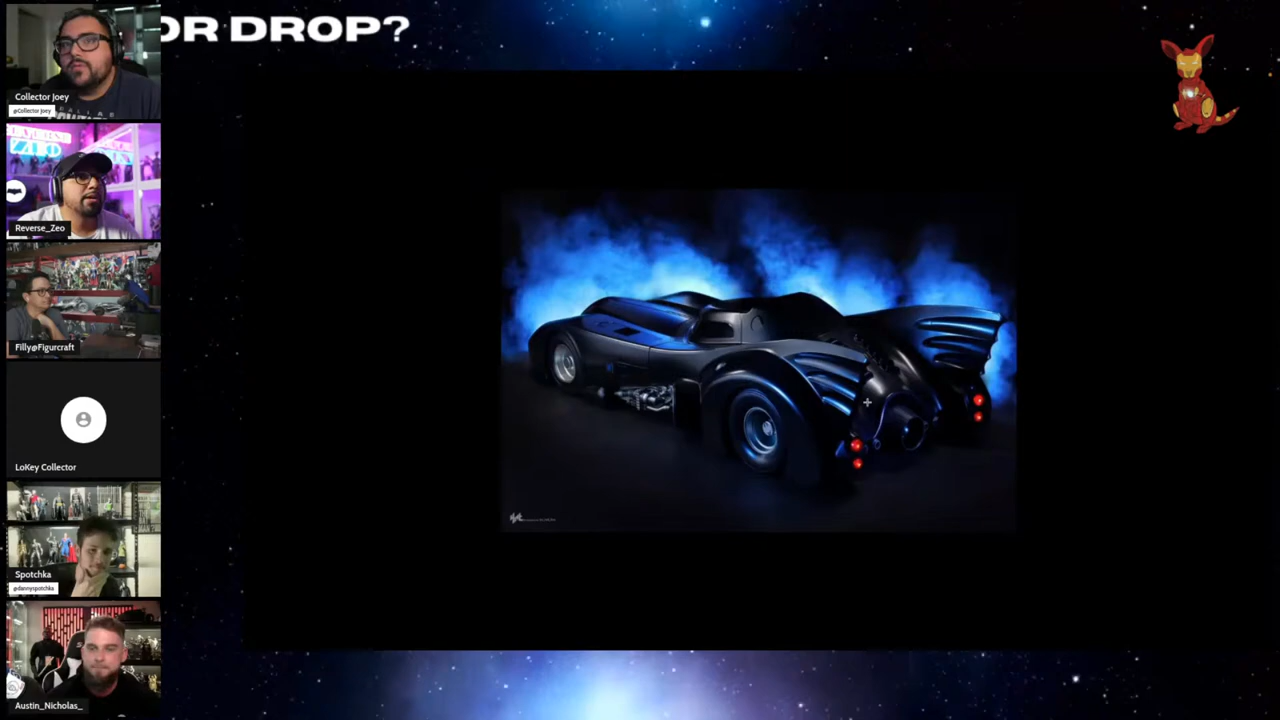 OR DROP?
Collector Joey
@Collector Joey
Reverse_Zeo
Filly@Figurcraft
LoKey Collector
Spotchka
@dannyspotchka
Austin_Nicholas_